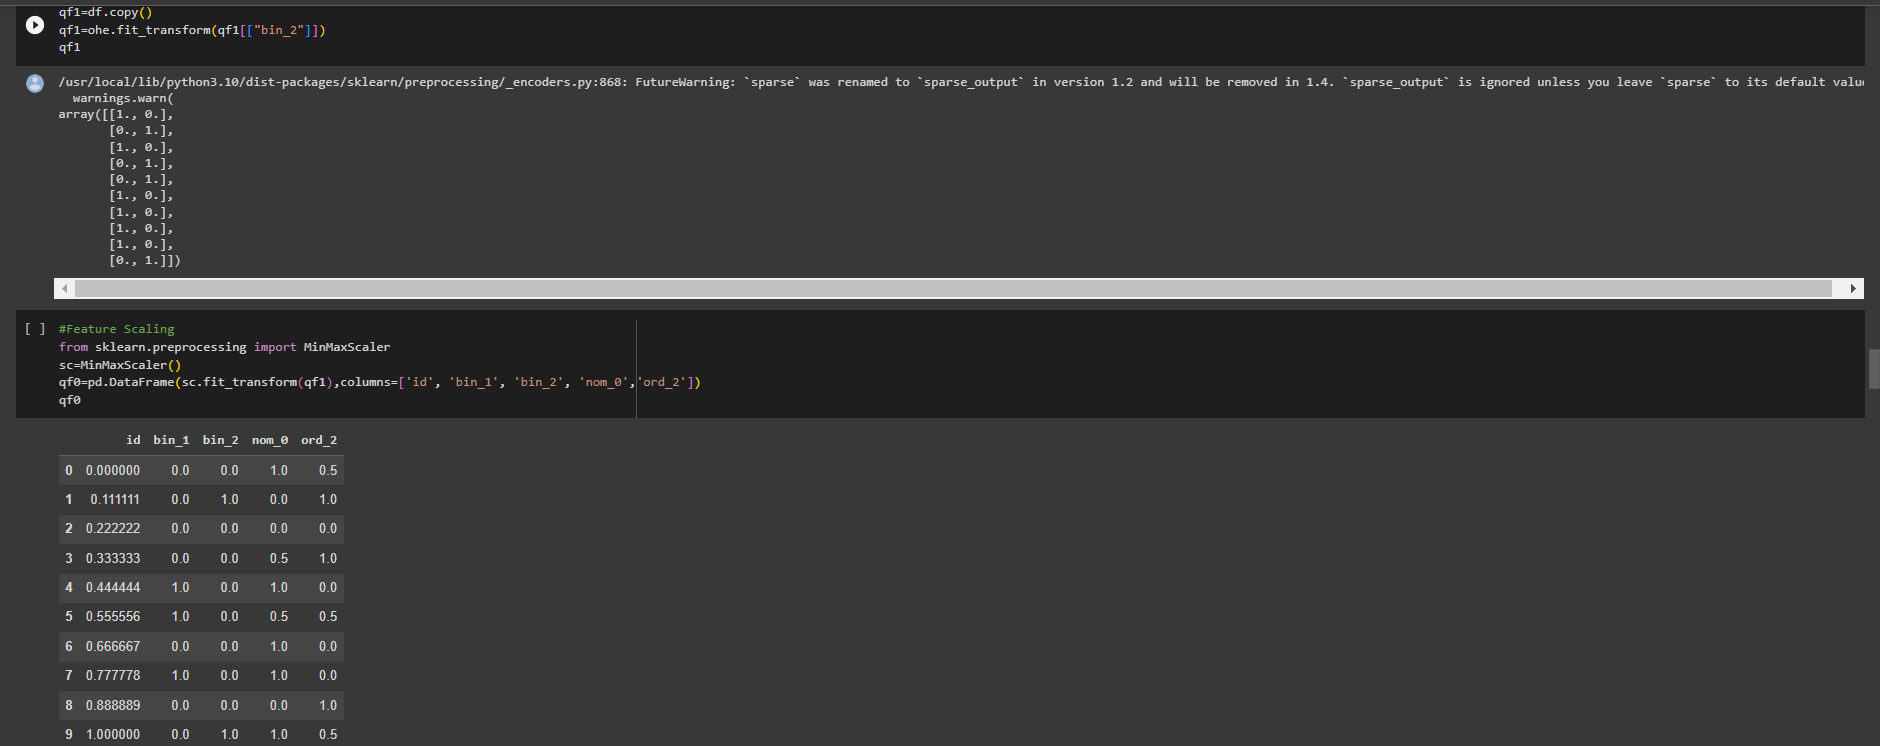 qf1=df.copy()
qf1=ohe.fit_transform(qf1[["bin_2"]])
qf1
/usr/local/lib/python3.10/dist-packages/sklearn/preprocessing/_encoders.py:868: FutureWarning: `sparse` was renamed to `sparse_output` in version 1.2 and will be removed in 1.4. `sparse_output` is ignored unless you leave `sparse` to its default value
warnings.warn(
array([[1., 0.],
[0., 1.],
[1., 0.],
[0., 1.],
[0., 1.],
[1., 0.],
[1., 0.],
[1., 0.],
[1., 0.],
[0., 1.]])
[ ] #Feature Scaling
from sklearn.preprocessing import MinMaxScaler
sc=MinMaxScaler()
qf0=pd.DataFrame(sc.fit_transform(qf1),columns=['id', 'bin_1', 'bin_2', 'nom_0','ord_2'])
qf0
id bin_1 bin_2 nom_0 ord_2
0 0.000000 0.0 0.0 1.0 0.5
1 0.111111 0.0 1.0 0.0 1.0
2 0.222222 0.0 0.0 0.0 0.0
3 0.333333 0.0 0.0 0.5 1.0
4 0.444444 1.0 0.0 1.0 0.0
5 0.555556 1.0 0.0 0.5 0.5
6 0.666667 0.0 0.0 1.0 0.0
7 0.777778 1.0 0.0 1.0 0.0
8 0.888889 0.0 0.0 0.0 1.0
9 1.000000 0.0 1.0 1.0 0.5